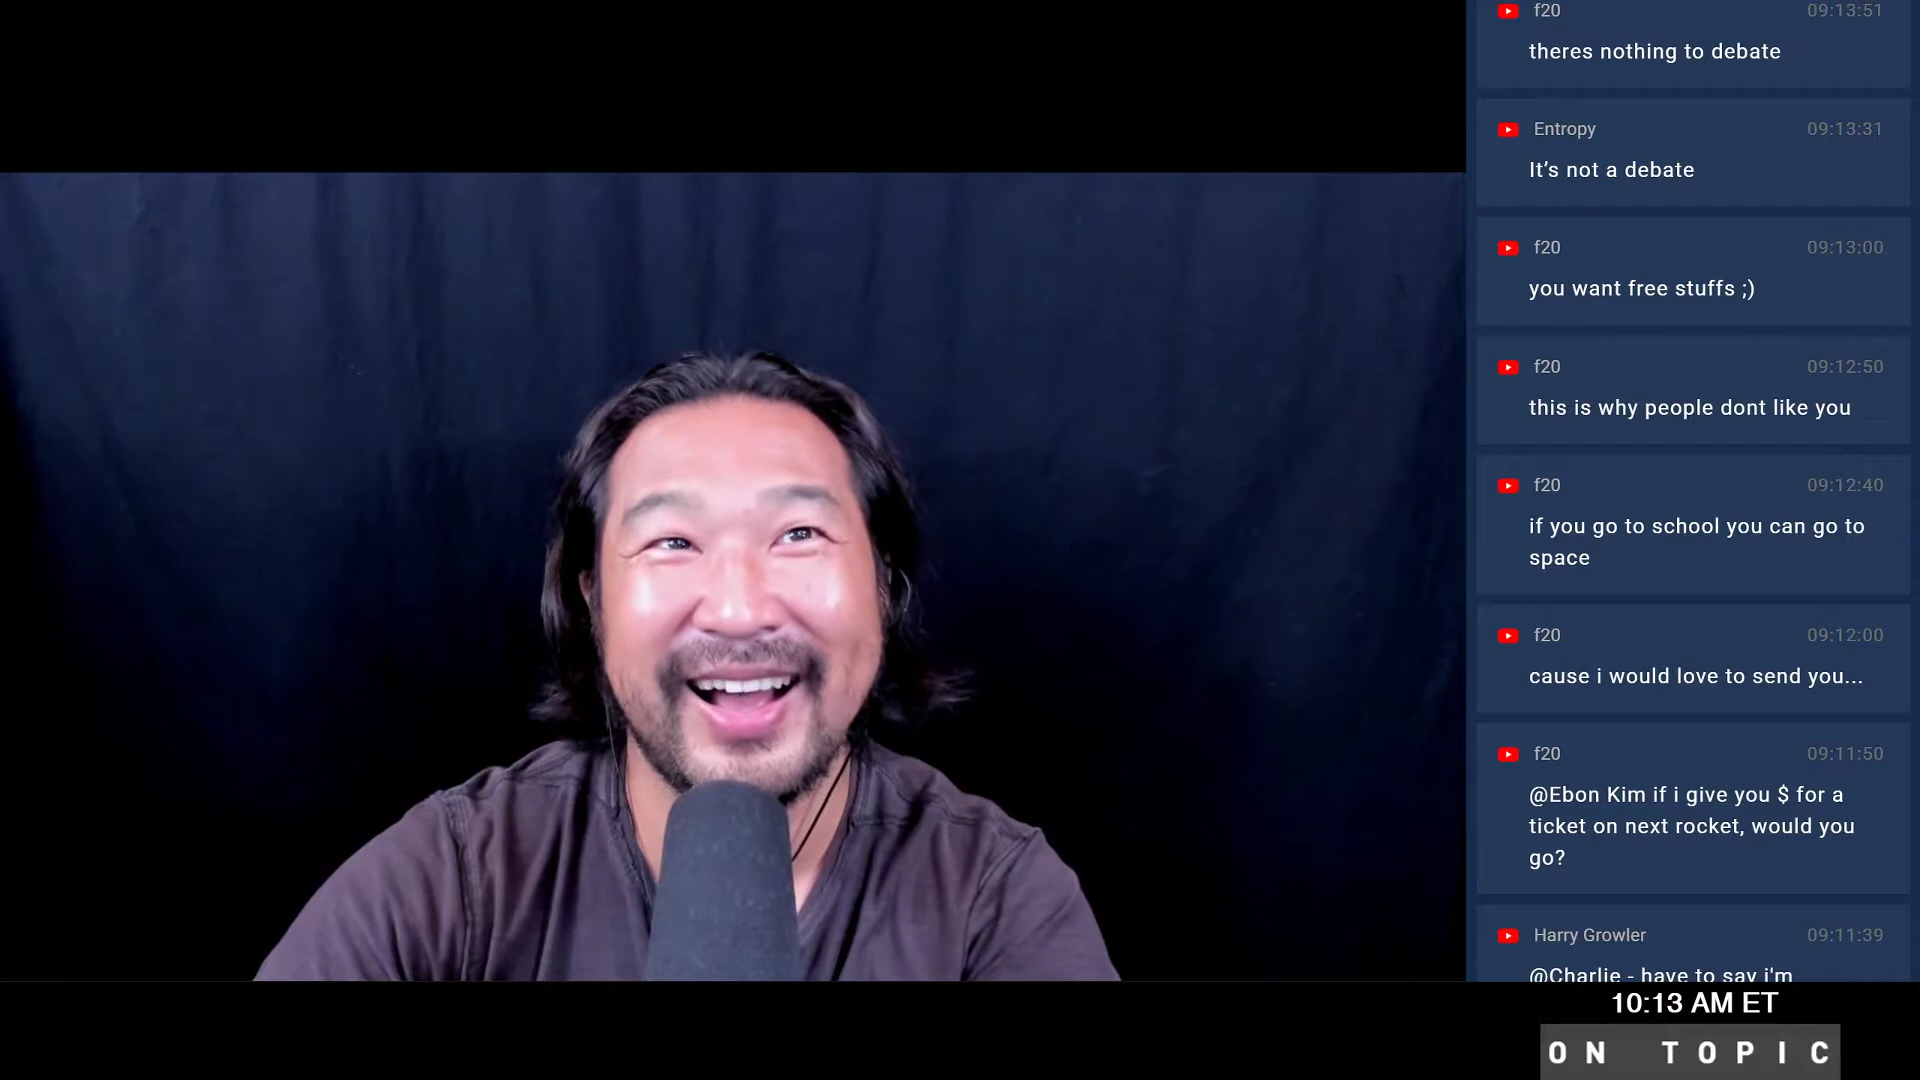 f20 09:13:51
theres nothing to debate
Entropy 09:13:31
It’s not a debate
f20 09:13:00
you want free stuffs ;)
f20 09:12:50
this is why people dont like you
f20 09:12:40
if you go to school you can go to
space
f20 09:12:00
cause i would love to send you...
f20 09:11:50
@Ebon Kim if i give you $ for a
ticket on next rocket, would you
go?
Harry Growler 09:11:39
@Charlie - have to say i'm
10:13 AM ET
ON TOPIC